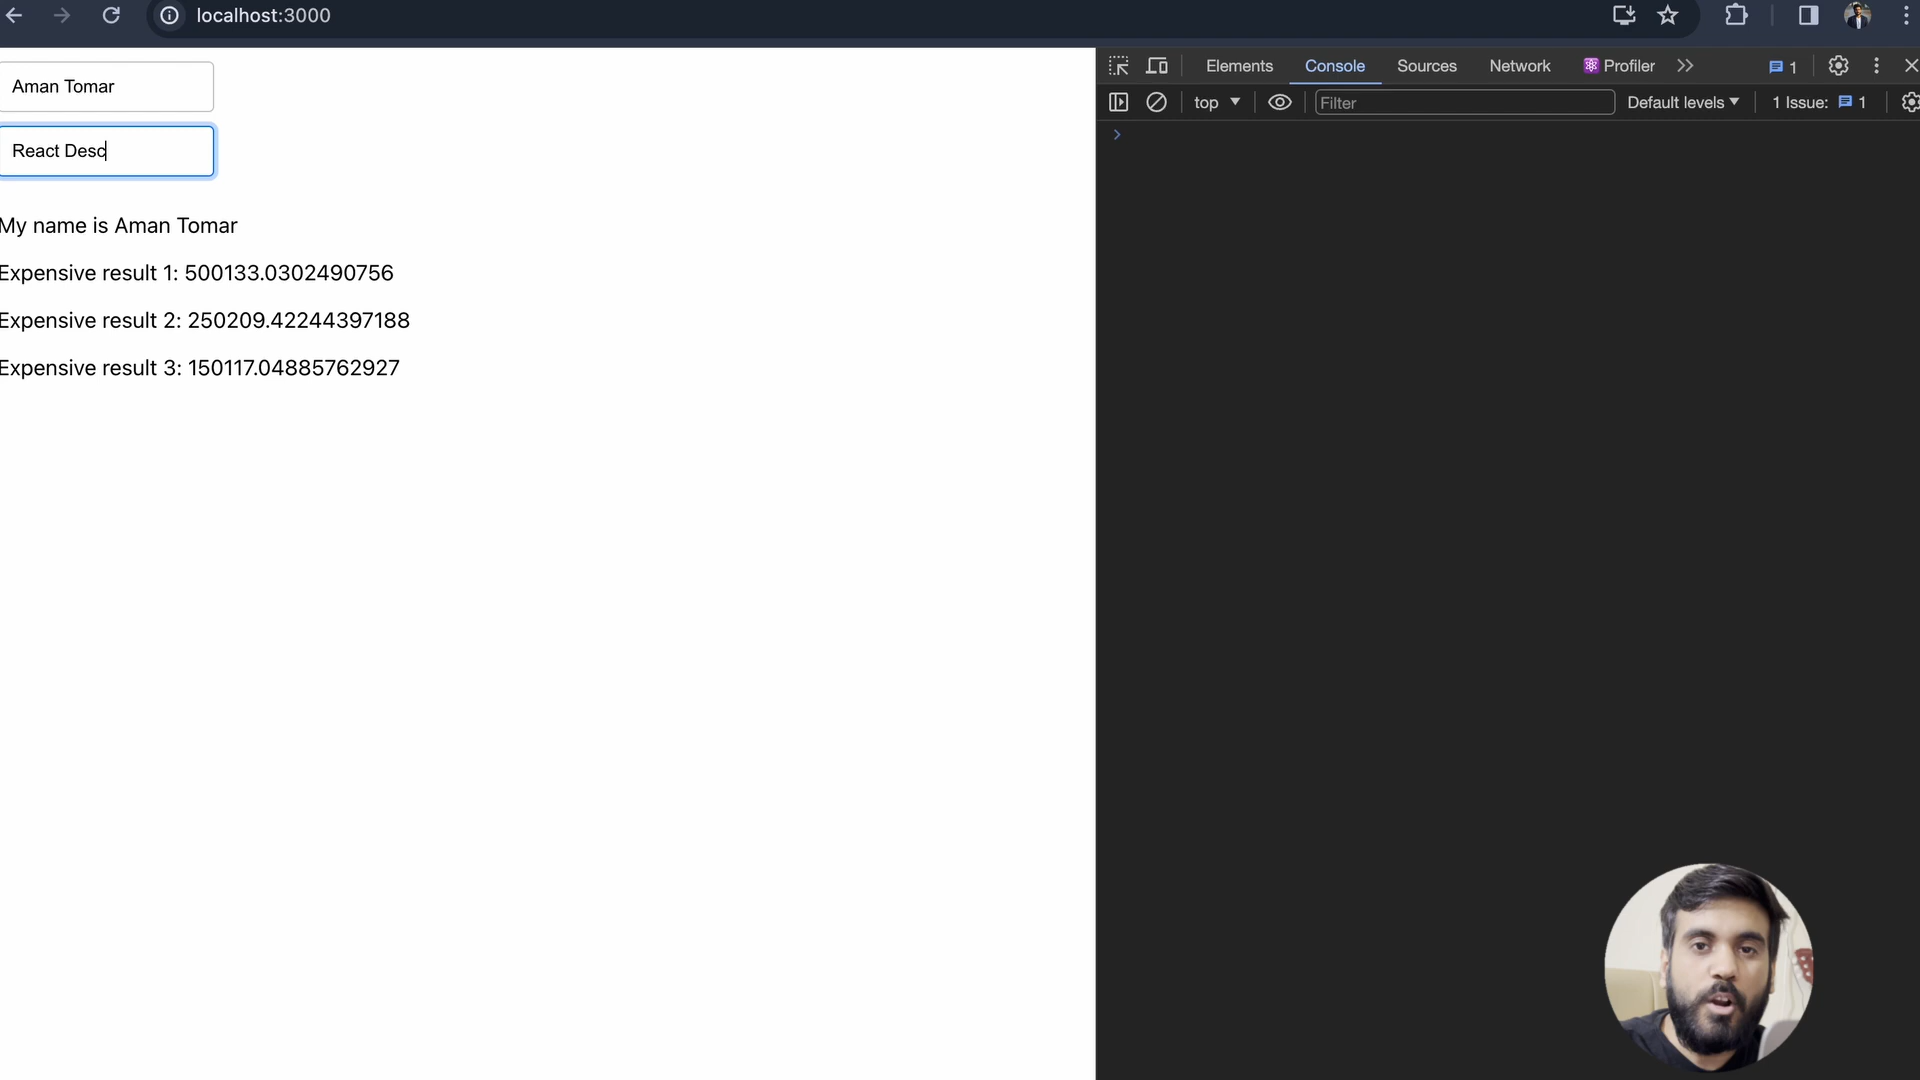 localhost:3000
Aman Tomar
React Desc
My name is Aman Tomar
Expensive result 1: 500133.0302490756
Expensive result 2: 250209.42244397188
Expensive result 3: 150117.04885762927
Elements Console Sources Network Profiler 1
top Filter Default levels 1 Issue: 1